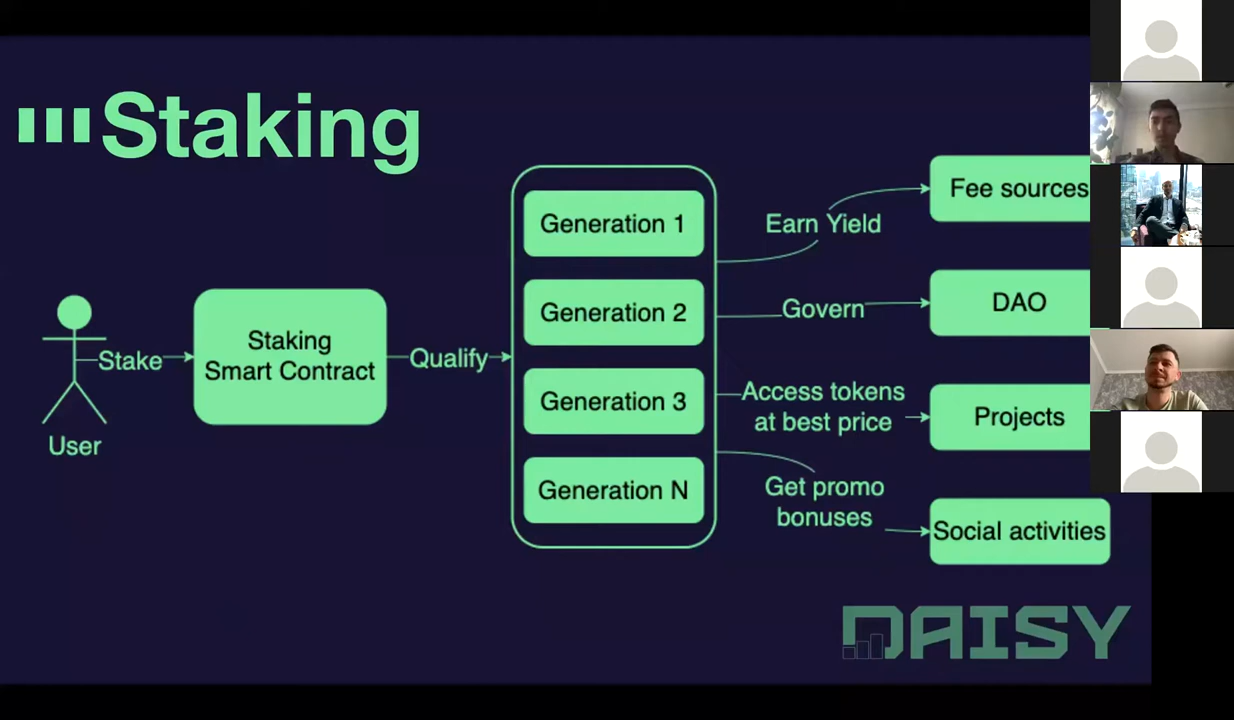 Staking
User
Stake
Staking
Smart Contract
Qualify
Generation 1
Generation 2
Generation 3
Generation N
Earn Yield
Fee sources
Govern
DAO
Access tokens
at best price
Projects
Get promo
bonuses
Social activities
DAISY